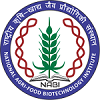 राष्ट्रीय कृषि-खाद्य जैव प्रौद्योगिकी संस्थान
NABI
NATIONAL AGRI-FOOD BIOTECHNOLOGY INSTITUTE